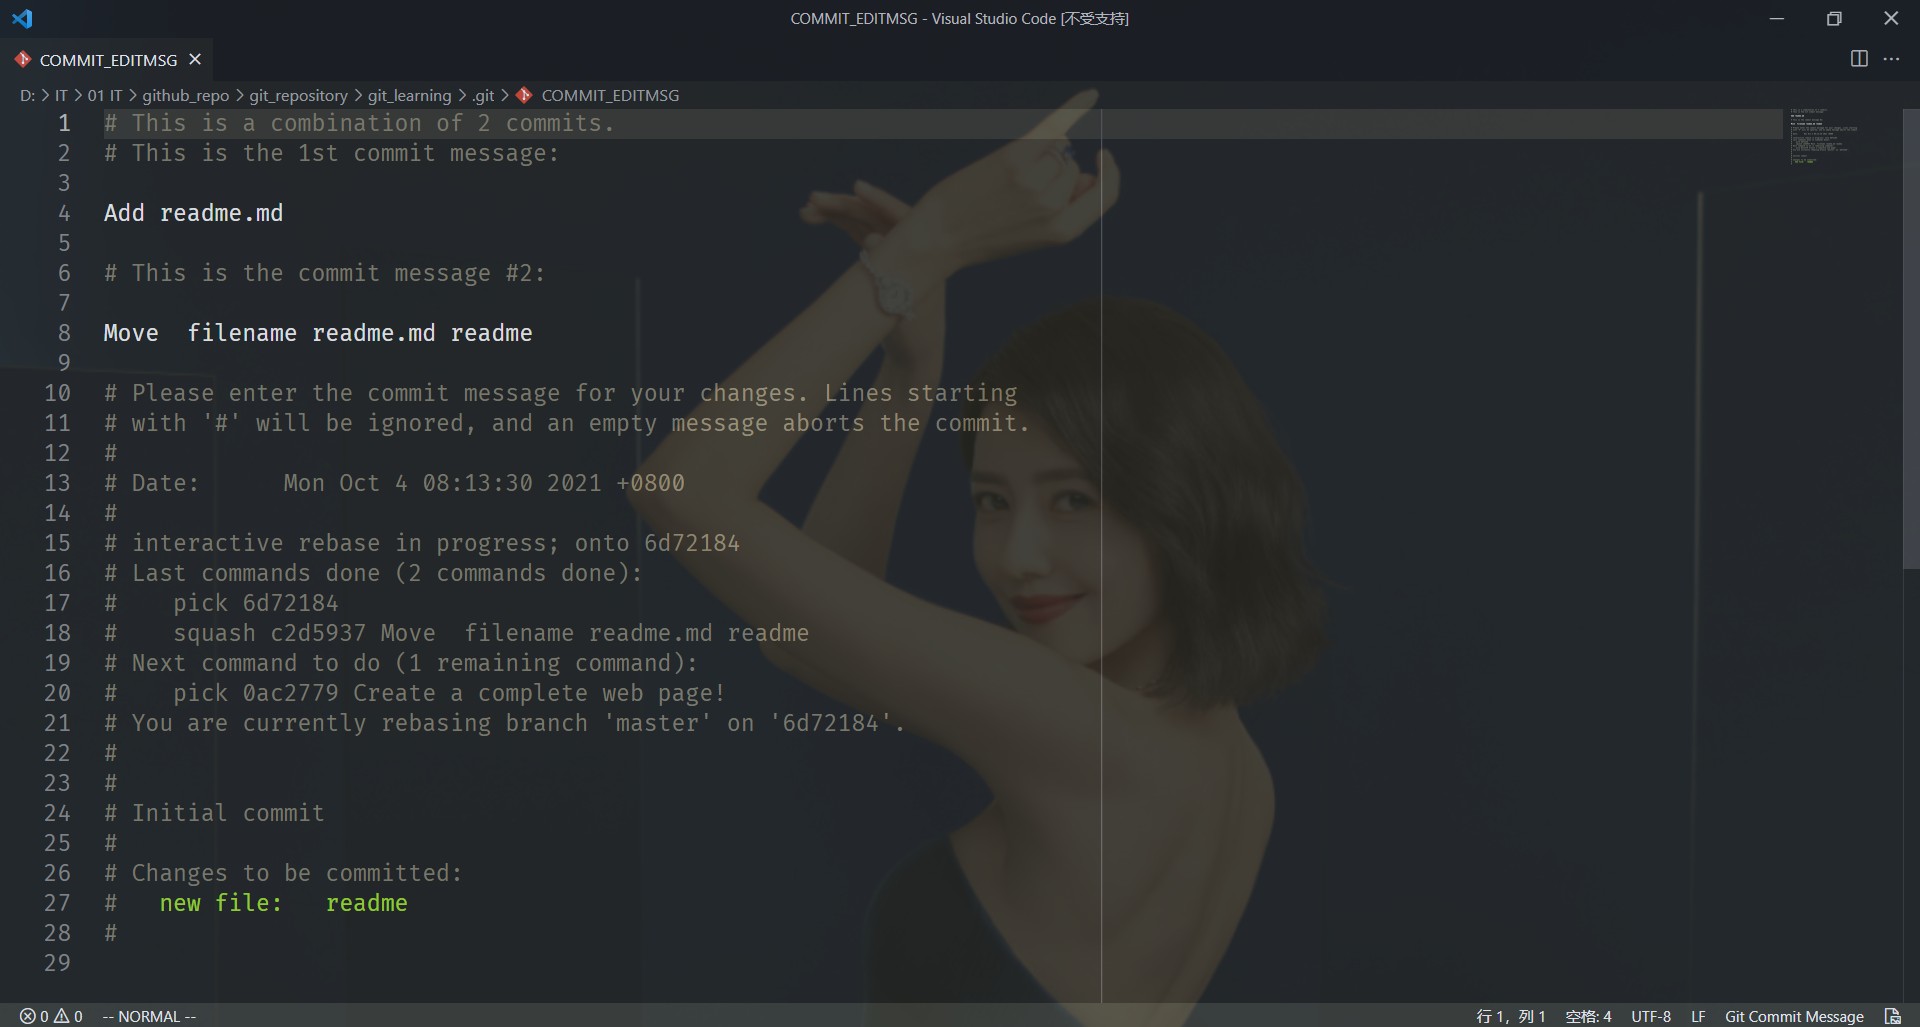 COMMIT_EDITMSG - Visual Studio Code [不受支持]
COMMIT_EDITMSG
D: > IT > 01 IT > github_repo > git_repository > git_learning > .git > COMMIT_EDITMSG
1 # This is a combination of 2 commits.
2 # This is the 1st commit message:
3
4 Add readme.md
5
6 # This is the commit message #2:
7
8 Move  filename readme.md readme
9
10 # Please enter the commit message for your changes. Lines starting
11 # with '#' will be ignored, and an empty message aborts the commit.
12 #
13 # Date:      Mon Oct 4 08:13:30 2021 +0800
14 #
15 # interactive rebase in progress; onto 6d72184
16 # Last commands done (2 commands done):
17 #    pick 6d72184
18 #    squash c2d5937 Move  filename readme.md readme
19 # Next command to do (1 remaining command):
20 #    pick 0ac2779 Create a complete web page!
21 # You are currently rebasing branch 'master' on '6d72184'.
22 #
23 #
24 # Initial commit
25 #
26 # Changes to be committed:
27 #   new file:   readme
28 #
29
0 0 -- NORMAL -- 行 1，列 1 空格: 4 UTF-8 LF Git Commit Message